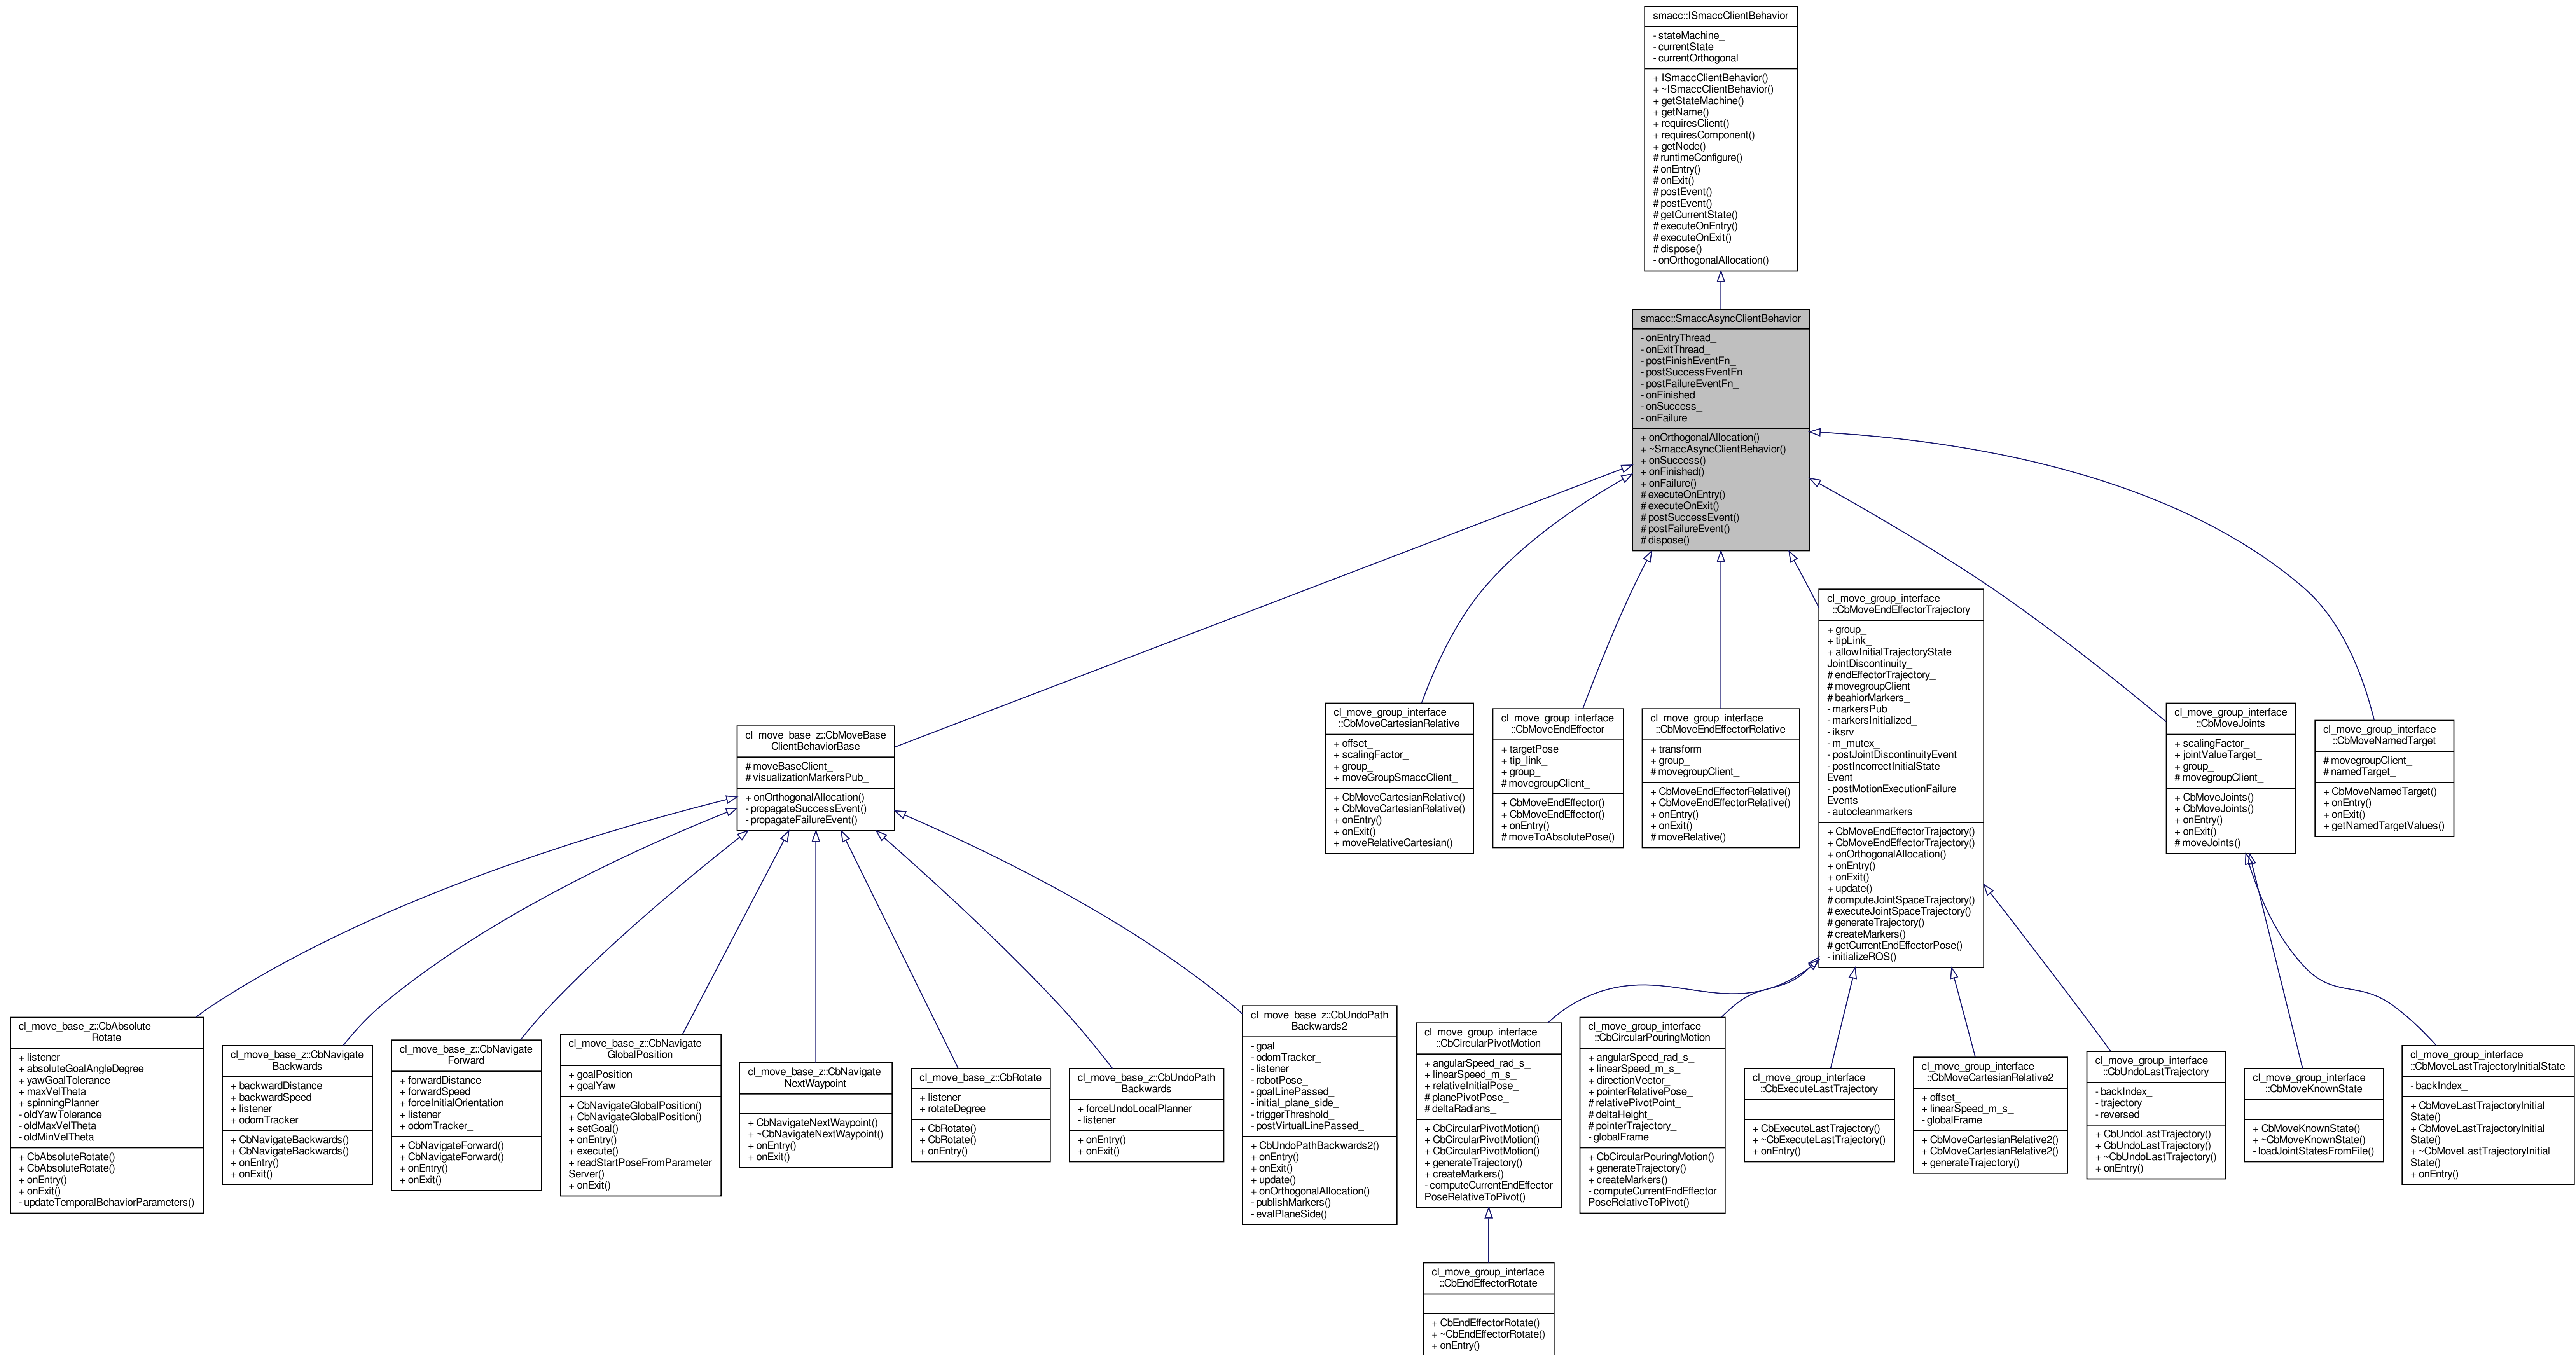 smacc::ISmaccClientBehavior
- stateMachine_
- currentState
- currentOrthogonal
+ ISmaccClientBehavior()
+ ~ISmaccClientBehavior()
+ getStateMachine()
+ getName()
+ requiresClient()
+ requiresComponent()
+ getNode()
# runtimeConfigure()
# onEntry()
# onExit()
# postEvent()
# postEvent()
# getCurrentState()
# executeOnEntry()
# executeOnExit()
# dispose()
- onOrthogonalAllocation()
smacc::SmaccAsyncClientBehavior
- onEntryThread_
- onExitThread_
- postFinishEventFn_
- postSuccessEventFn_
- postFailureEventFn_
- onFinished_
- onSuccess_
- onFailure_
+ onOrthogonalAllocation()
+ ~SmaccAsyncClientBehavior()
+ onSuccess()
+ onFinished()
+ onFailure()
# executeOnEntry()
# executeOnExit()
# postSuccessEvent()
# postFailureEvent()
# dispose()
cl_move_base_z::CbMoveBase
ClientBehaviorBase
# moveBaseClient_
# visualizationMarkersPub_
+ onOrthogonalAllocation()
- propagateSuccessEvent()
- propagateFailureEvent()
cl_move_group_interface
::CbMoveCartesianRelative
+ offset_
+ scalingFactor_
+ group_
+ moveGroupSmaccClient_
+ CbMoveCartesianRelative()
+ CbMoveCartesianRelative()
+ onEntry()
+ onExit()
+ moveRelativeCartesian()
cl_move_group_interface
::CbMoveEndEffector
+ targetPose
+ tip_link_
+ group_
# movegroupClient_
+ CbMoveEndEffector()
+ CbMoveEndEffector()
+ onEntry()
# moveToAbsolutePose()
cl_move_group_interface
::CbMoveEndEffectorRelative
+ transform_
+ group_
# movegroupClient_
+ CbMoveEndEffectorRelative()
+ CbMoveEndEffectorRelative()
+ onEntry()
+ onExit()
# moveRelative()
cl_move_group_interface
::CbMoveEndEffectorTrajectory
+ group_
+ tipLink_
+ allowInitialTrajectoryState
JointDiscontinuity_
# endEffectorTrajectory_
# movegroupClient_
# beahiorMarkers_
- markersPub_
- markersInitialized_
- iksrv_
- m_mutex_
- postJointDiscontinuityEvent
- postIncorrectInitialState
Event
- postMotionExecutionFailure
Events
- autocleanmarkers
+ CbMoveEndEffectorTrajectory()
+ CbMoveEndEffectorTrajectory()
+ onOrthogonalAllocation()
+ onEntry()
+ onExit()
+ update()
# computeJointSpaceTrajectory()
# executeJointSpaceTrajectory()
# generateTrajectory()
# createMarkers()
# getCurrentEndEffectorPose()
- initializeROS()
cl_move_group_interface
::CbMoveJoints
+ scalingFactor_
+ jointValueTarget_
+ group_
# movegroupClient_
+ CbMoveJoints()
+ CbMoveJoints()
+ onEntry()
+ onExit()
# moveJoints()
cl_move_group_interface
::CbMoveNamedTarget
# movegroupClient_
# namedTarget_
+ CbMoveNamedTarget()
+ onEntry()
+ onExit()
+ getNamedTargetValues()
cl_move_base_z::CbAbsolute
Rotate
+ listener
+ absoluteGoalAngleDegree
+ yawGoalTolerance
+ maxVelTheta
+ spinningPlanner
- oldYawTolerance
- oldMaxVelTheta
- oldMinVelTheta
+ CbAbsoluteRotate()
+ CbAbsoluteRotate()
+ onEntry()
+ onExit()
- updateTemporalBehaviorParameters()
cl_move_base_z::CbNavigate
Backwards
+ backwardDistance
+ backwardSpeed
+ listener
+ odomTracker_
+ CbNavigateBackwards()
+ CbNavigateBackwards()
+ onEntry()
+ onExit()
cl_move_base_z::CbNavigate
Forward
+ forwardDistance
+ forwardSpeed
+ forceInitialOrientation
+ listener
+ odomTracker_
+ CbNavigateForward()
+ CbNavigateForward()
+ onEntry()
+ onExit()
cl_move_base_z::CbNavigate
GlobalPosition
+ goalPosition
+ goalYaw
+ CbNavigateGlobalPosition()
+ CbNavigateGlobalPosition()
+ setGoal()
+ onEntry()
+ execute()
+ readStartPoseFromParameter
Server()
+ onExit()
cl_move_base_z::CbNavigate
NextWaypoint
+ CbNavigateNextWaypoint()
+ ~CbNavigateNextWaypoint()
+ onEntry()
+ onExit()
cl_move_base_z::CbRotate
+ listener
+ rotateDegree
+ CbRotate()
+ CbRotate()
+ onEntry()
cl_move_base_z::CbUndoPath
Backwards
+ forceUndoLocalPlanner
- listener
+ onEntry()
+ onExit()
cl_move_base_z::CbUndoPath
Backwards2
- goal_
- odomTracker_
- listener
- robotPose_
- goalLinePassed_
- initial_plane_side_
- triggerThreshold_
- postVirtualLinePassed_
+ CbUndoPathBackwards2()
+ onEntry()
+ onExit()
+ update()
+ onOrthogonalAllocation()
- publishMarkers()
- evalPlaneSide()
cl_move_group_interface
::CbCircularPivotMotion
+ angularSpeed_rad_s_
+ linearSpeed_m_s_
+ relativeInitialPose_
# planePivotPose_
# deltaRadians_
+ CbCircularPivotMotion()
+ CbCircularPivotMotion()
+ CbCircularPivotMotion()
+ generateTrajectory()
+ createMarkers()
- computeCurrentEndEffector
PoseRelativeToPivot()
cl_move_group_interface
::CbCircularPouringMotion
+ angularSpeed_rad_s_
+ linearSpeed_m_s_
+ directionVector_
+ pointerRelativePose_
# relativePivotPoint_
# deltaHeight_
# pointerTrajectory_
- globalFrame_
+ CbCircularPouringMotion()
+ generateTrajectory()
+ createMarkers()
- computeCurrentEndEffector
PoseRelativeToPivot()
cl_move_group_interface
::CbExecuteLastTrajectory
+ CbExecuteLastTrajectory()
+ ~CbExecuteLastTrajectory()
+ onEntry()
cl_move_group_interface
::CbMoveCartesianRelative2
+ offset_
+ linearSpeed_m_s_
- globalFrame_
+ CbMoveCartesianRelative2()
+ CbMoveCartesianRelative2()
+ generateTrajectory()
cl_move_group_interface
::CbUndoLastTrajectory
- backIndex_
- trajectory
- reversed
+ CbUndoLastTrajectory()
+ CbUndoLastTrajectory()
+ ~CbUndoLastTrajectory()
+ onEntry()
cl_move_group_interface
::CbMoveKnownState
+ CbMoveKnownState()
+ ~CbMoveKnownState()
- loadJointStatesFromFile()
cl_move_group_interface
::CbMoveLastTrajectoryInitialState
- backIndex_
+ CbMoveLastTrajectoryInitial
State()
+ CbMoveLastTrajectoryInitial
State()
+ ~CbMoveLastTrajectoryInitial
State()
+ onEntry()
cl_move_group_interface
::CbEndEffectorRotate
+ CbEndEffectorRotate()
+ ~CbEndEffectorRotate()
+ onEntry()